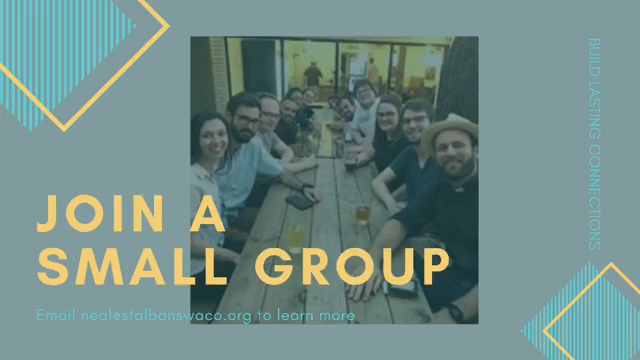 JOIN A
SMALL GROUP
Email neal@stalbanswaco.org to learn more
BUILD LASTING CONNECTIONS